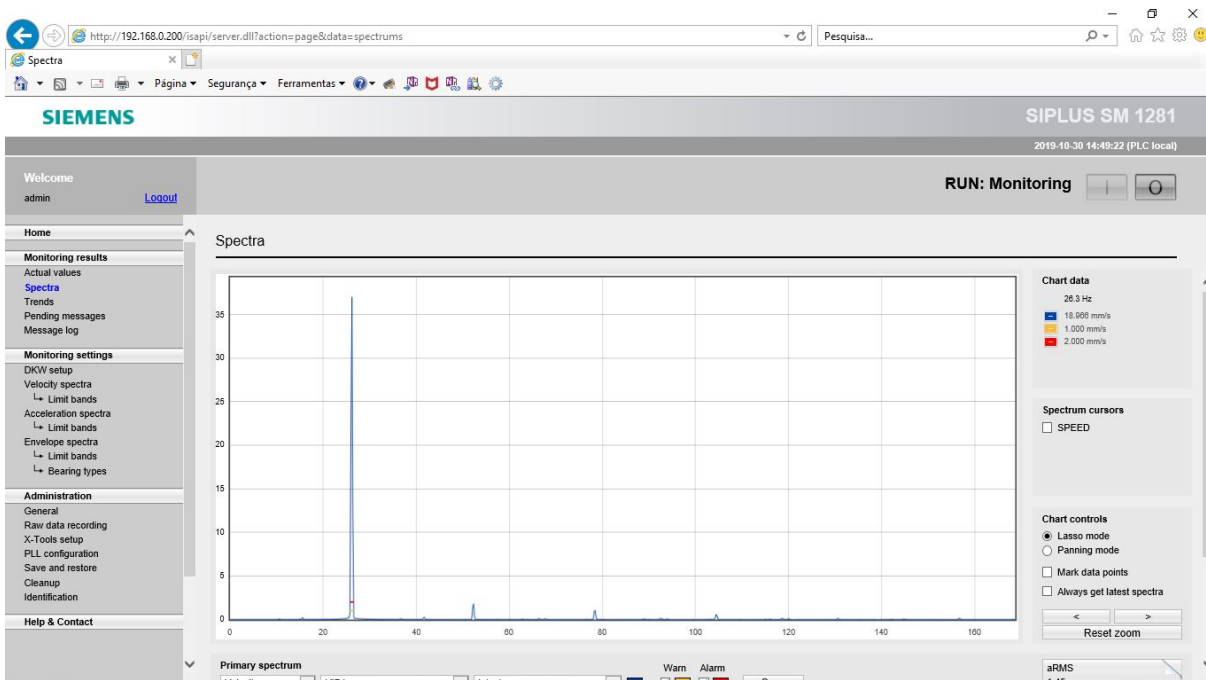 http://192.168.0.200/isapi/server.dll?action=page&data=spectrums
Pesquisa...
Spectra
Página Segurança Ferramentas
SIEMENS
SIPLUS SM 1281
2019-10-30 14:49:22 (PLC local)
Welcome
admin Logout
RUN: Monitoring
I O
Home
Monitoring results
Actual values
Spectra
Trends
Pending messages
Message log
Monitoring settings
DKW setup
Velocity spectra
Limit bands
Acceleration spectra
Limit bands
Envelope spectra
Limit bands
Bearing types
Administration
General
Raw data recording
X-Tools setup
PLL configuration
Save and restore
Cleanup
Identification
Help & Contact
Spectra
35
30
25
20
15
10
5
0
0 20 40 60 80 100 120 140 160
Chart data
26.3 Hz
18.966 mm/s
1.000 mm/s
2.000 mm/s
Spectrum cursors
SPEED
Chart controls
Lasso mode
Panning mode
Mark data points
Always get latest spectra
< >
Reset zoom
Primary spectrum
Warn Alarm
aRMS